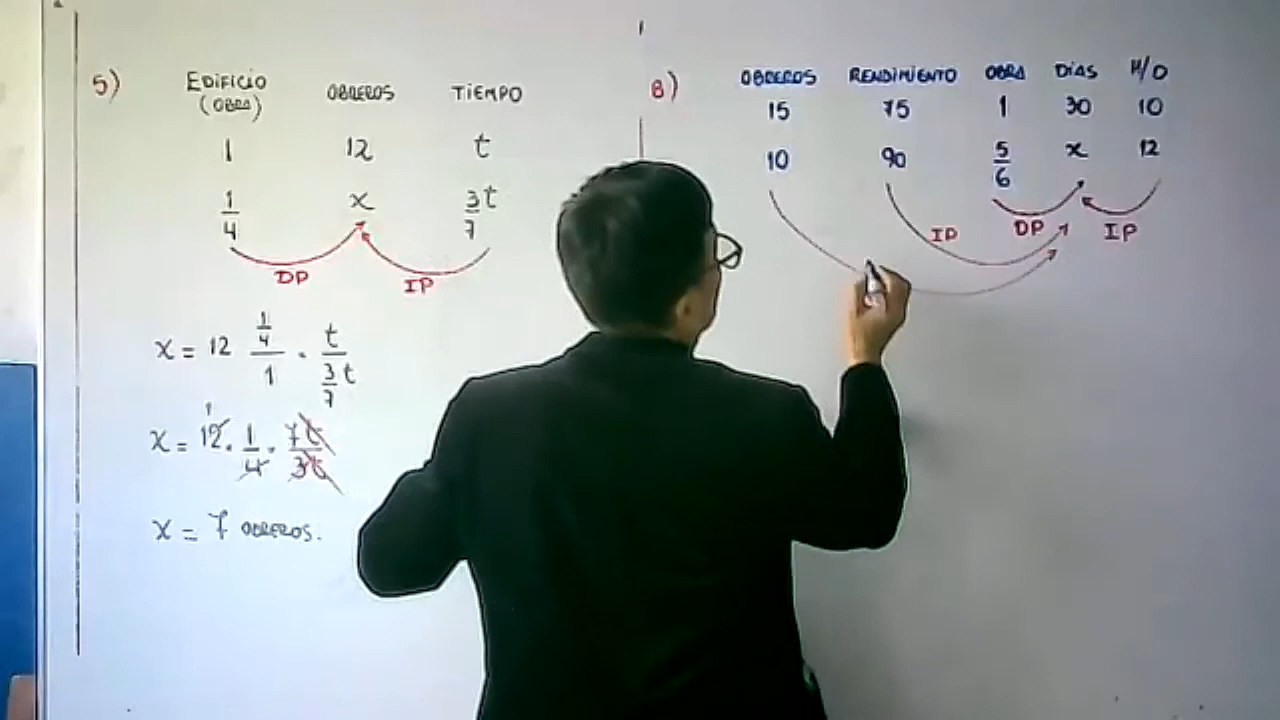 5)
EDIFICIO OBREROS TIEMPO
(OBRA)
1 12 t
1/4 x 3/7 t
DP IP
x = 12 (1/4)/1 · t/(3/7 t)
1
x = 12 · 1/4 · 7t/3t
x = 7 OBREROS.
8)
OBREROS RENDIMIENTO OBRA DÍAS H/D
15 75 1 30 10
10 90 5/6 x 12
IP DP IP